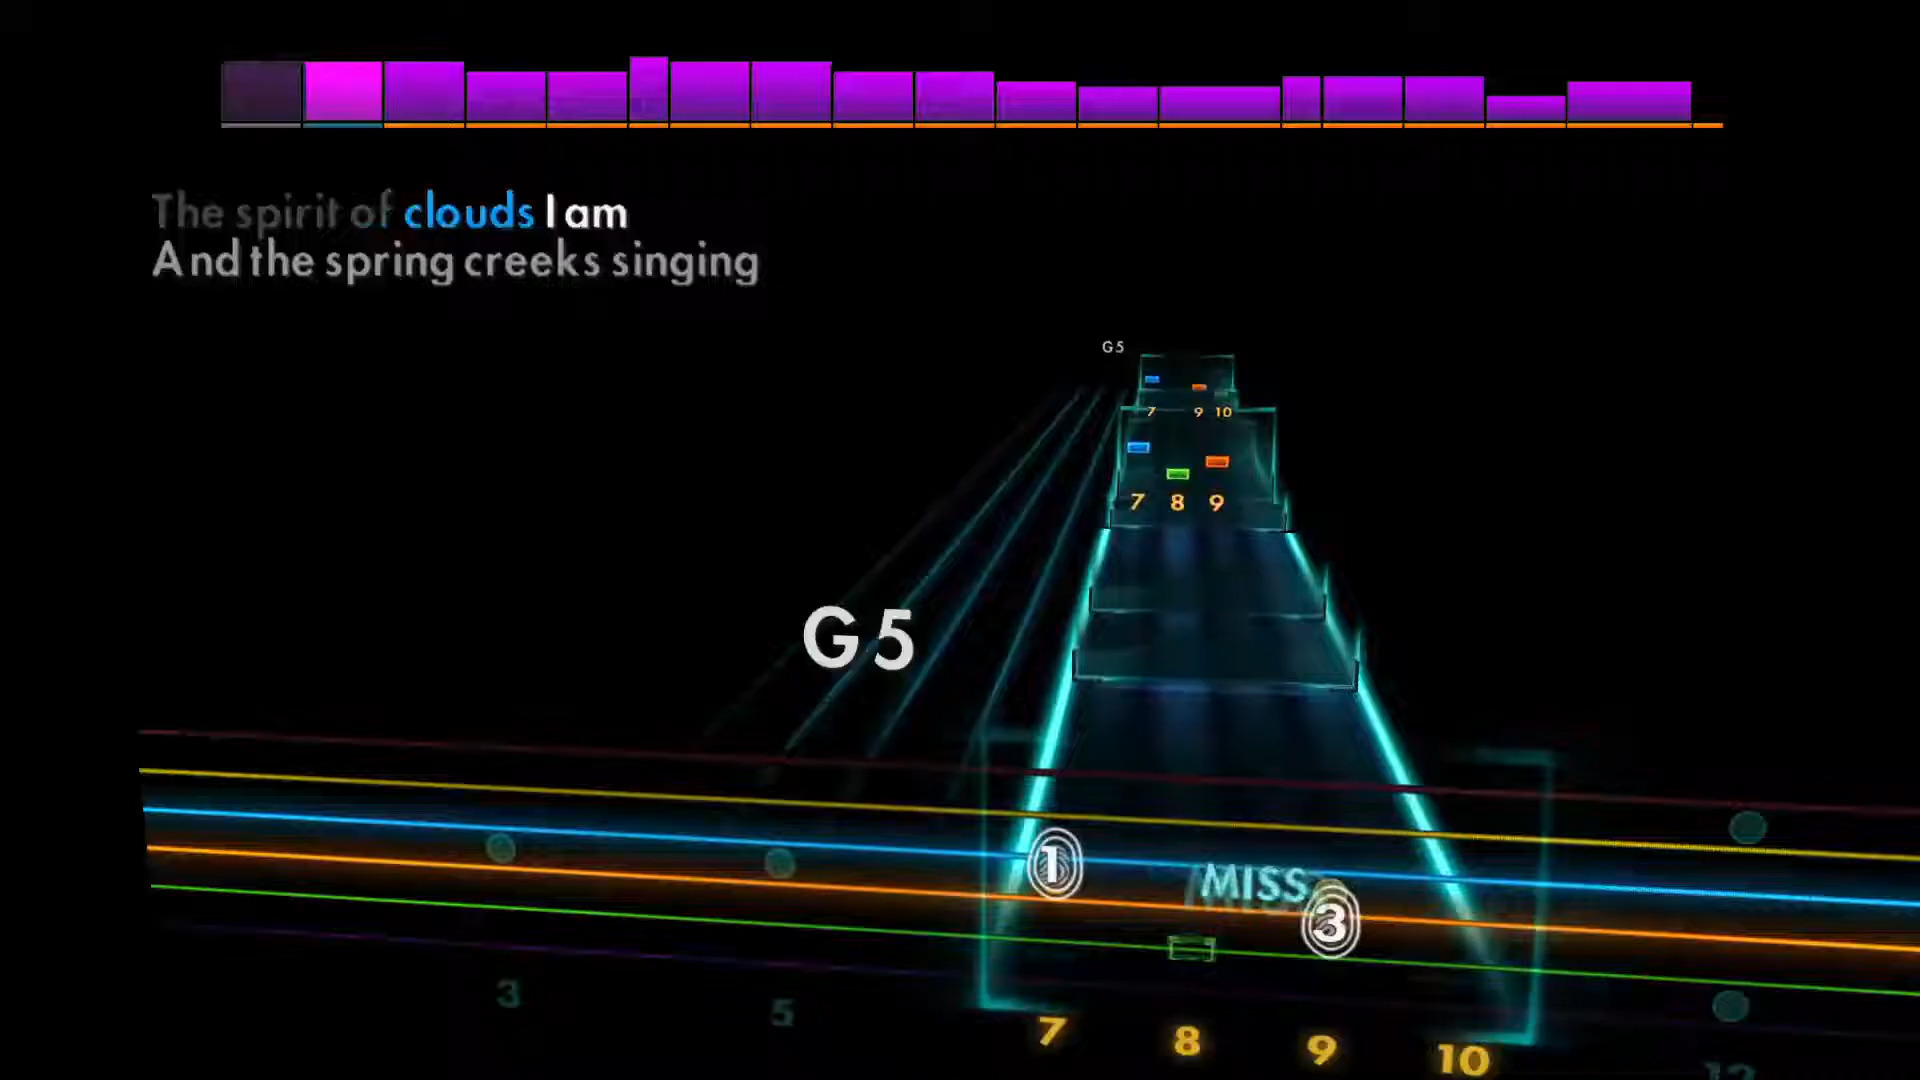 The spirit of clouds I am
And the spring creeks singing
G5
7 9 10
7 8 9
G5
1
MISS
3
3 5 7 8 9 10 12